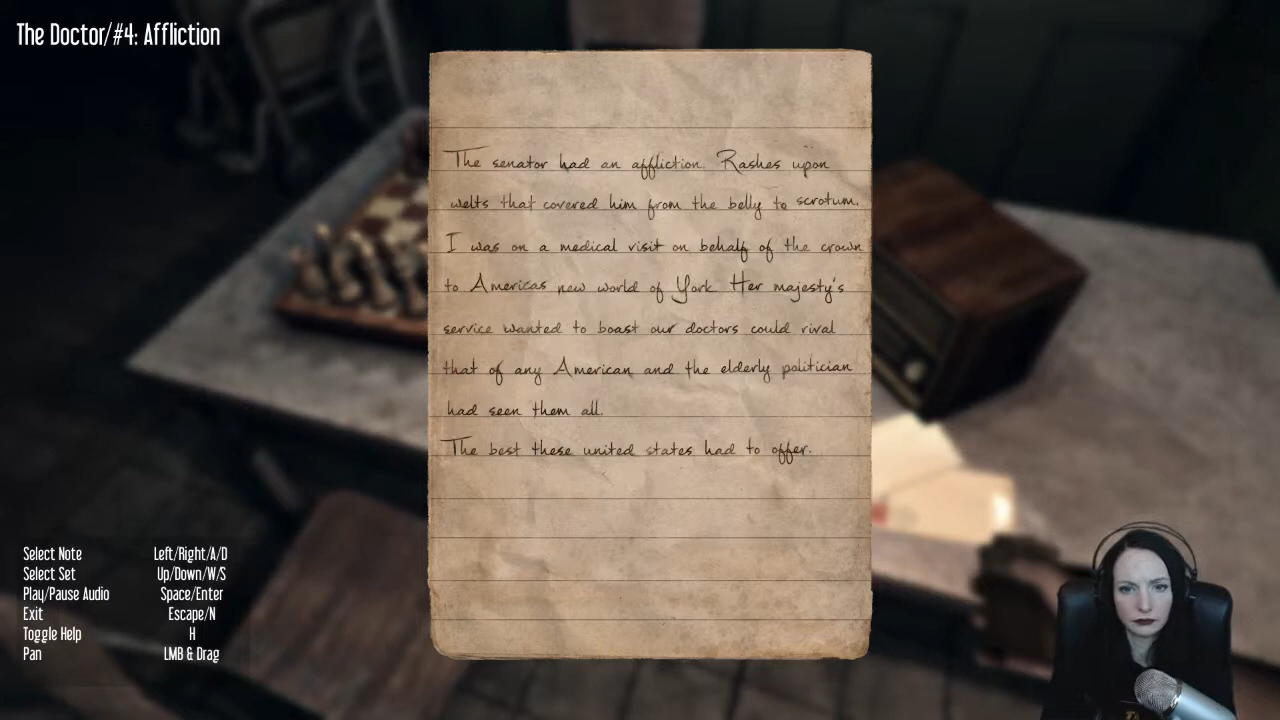 The Doctor/#4: Affliction
The senator had an affliction. Rashes upon
welts that covered him from the belly to scrotum.
I was on a medical visit on behalf of the crown
to Americas new world of York. Her majesty's
service wanted to boast our doctors could rival
that of any American and the elderly politician
had seen them all.
The best these united states had to offer.
Select Note Left/Right/A/D
Select Set Up/Down/W/S
Play/Pause Audio Space/Enter
Exit Escape/N
Toggle Help H
Pan LMB & Drag